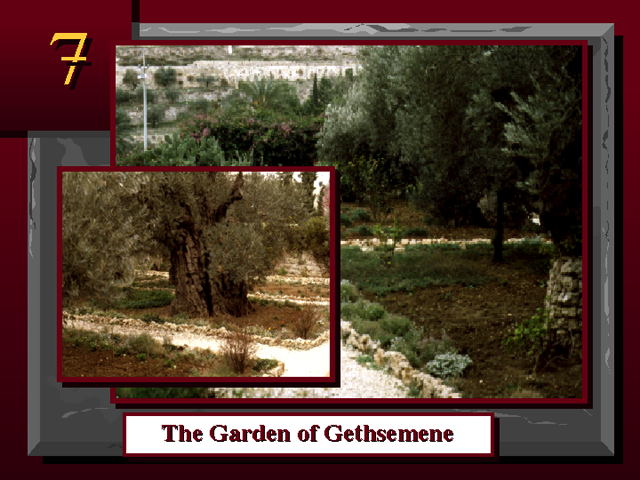 7
The Garden of Gethsemene